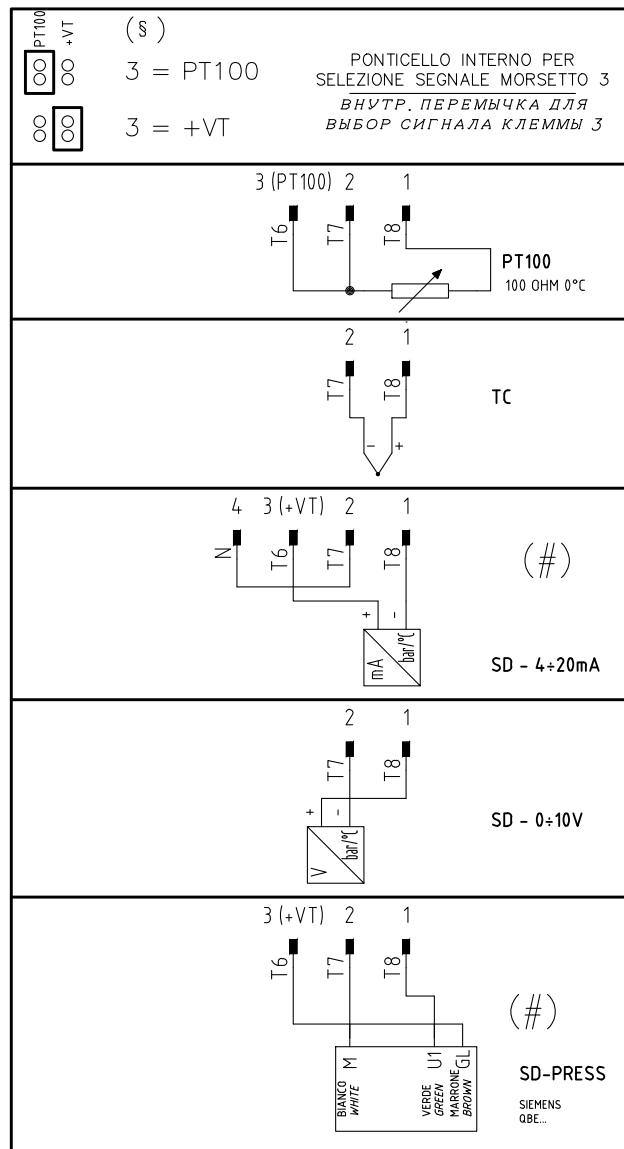 PT100
+VT
(§)
3 = PT100
3 = +VT
PONTICELLO INTERNO PER
SELEZIONE SEGNALE MORSETTO 3
ВНУТР. ПЕРЕМЫЧКА ДЛЯ
ВЫБОР СИГНАЛА КЛЕММЫ 3
3 (PT100) 2 1
T6 T7 T8
PT100
100 OHM 0°C
2 1
T7 T8
TC
- +
4 3 (+VT) 2 1
N T6 T7 T8
(#)
+ -
mA bar/°C
SD - 4÷20mA
2 1
T7 T8
+ -
V bar/°C
SD - 0÷10V
3 (+VT) 2 1
T6 T7 T8
(#)
M U1 GL
BIANCO
WHITE
VERDE
GREEN
MARRONE
BROWN
SD-PRESS
SIEMENS
QBE...